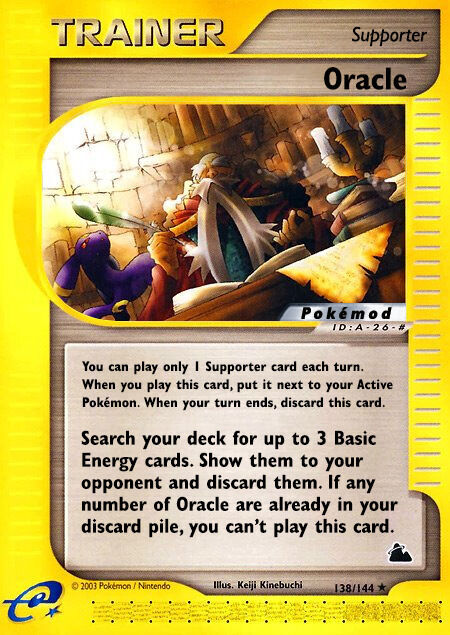 TRAINER
Supporter
Oracle
Pokémod
ID:A-26-#
You can play only 1 Supporter card each turn.
When you play this card, put it next to your Active
Pokémon. When your turn ends, discard this card.
Search your deck for up to 3 Basic
Energy cards. Show them to your
opponent and discard them. If any
number of Oracle are already in your
discard pile, you can't play this card.
© 2003 Pokémon / Nintendo
Illus. Keiji Kinebuchi
138/144 ★
e